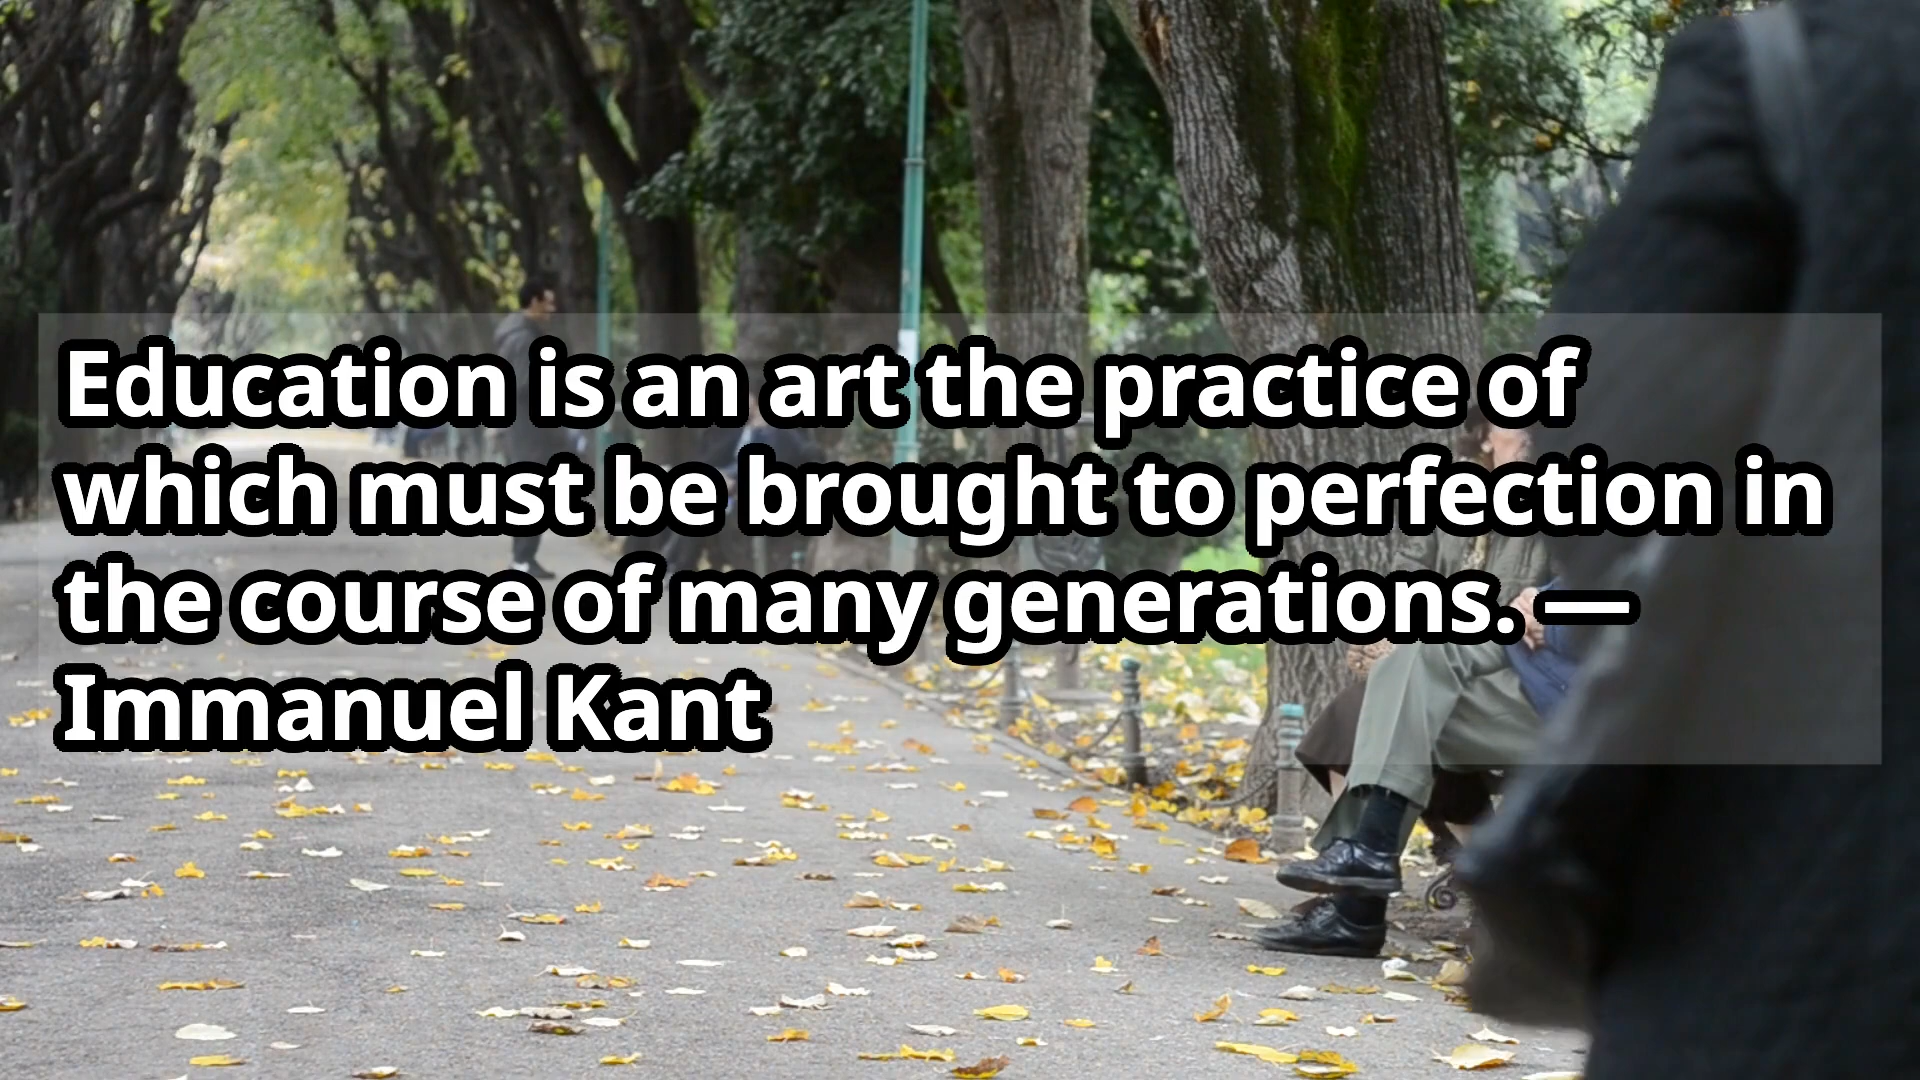 Education is an art the practice of
which must be brought to perfection in
the course of many generations. —
Immanuel Kant